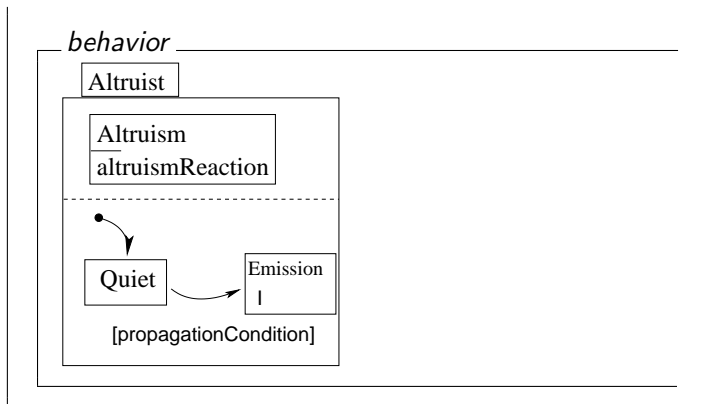 behavior
Altruist
Altruism
altruismReaction
Quiet
Emission
I
[propagationCondition]